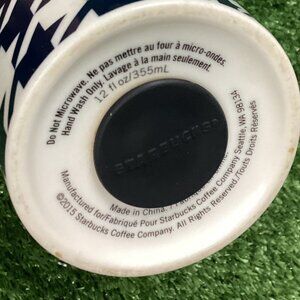 Do Not Microwave. Ne pas mettre au four à micro-ondes.
Hand Wash Only. Lavage à la main seulement.
12 fl oz/355mL
Made in China.
Manufactured for/Fabriqué Pour Starbucks Coffee Company Seattle, WA 98134
©2015 Starbucks Coffee Company. All Rights Reserved./Touts Droits Réservés.